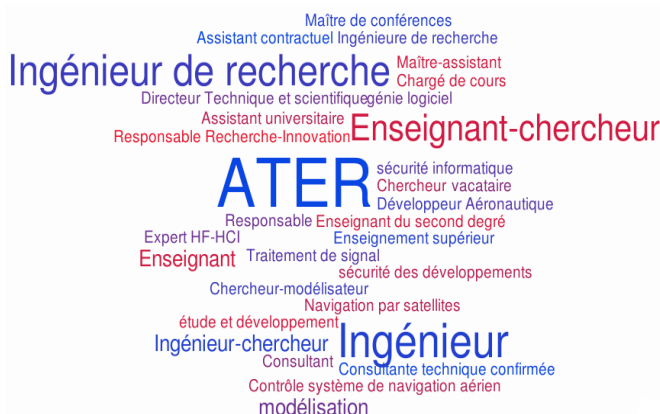 Maître de conférences
Assistant contractuel Ingénieure de recherche
Ingénieur de recherche
Maître-assistant
Chargé de cours
Directeur Technique et scientifique génie logiciel
Assistant universitaire
Responsable Recherche-Innovation
Enseignant-chercheur
ATER
sécurité informatique
Chercheur vacataire
Développeur Aéronautique
Responsable Enseignant du second degré
Expert HF-HCI
Enseignement supérieur
Enseignant
Traitement de signal
sécurité des développements
Chercheur-modélisateur
Navigation par satellites
étude et développement
Ingénieur-chercheur
Ingénieur
Consultant
Consultante technique confirmée
Contrôle système de navigation aérien
modélisation